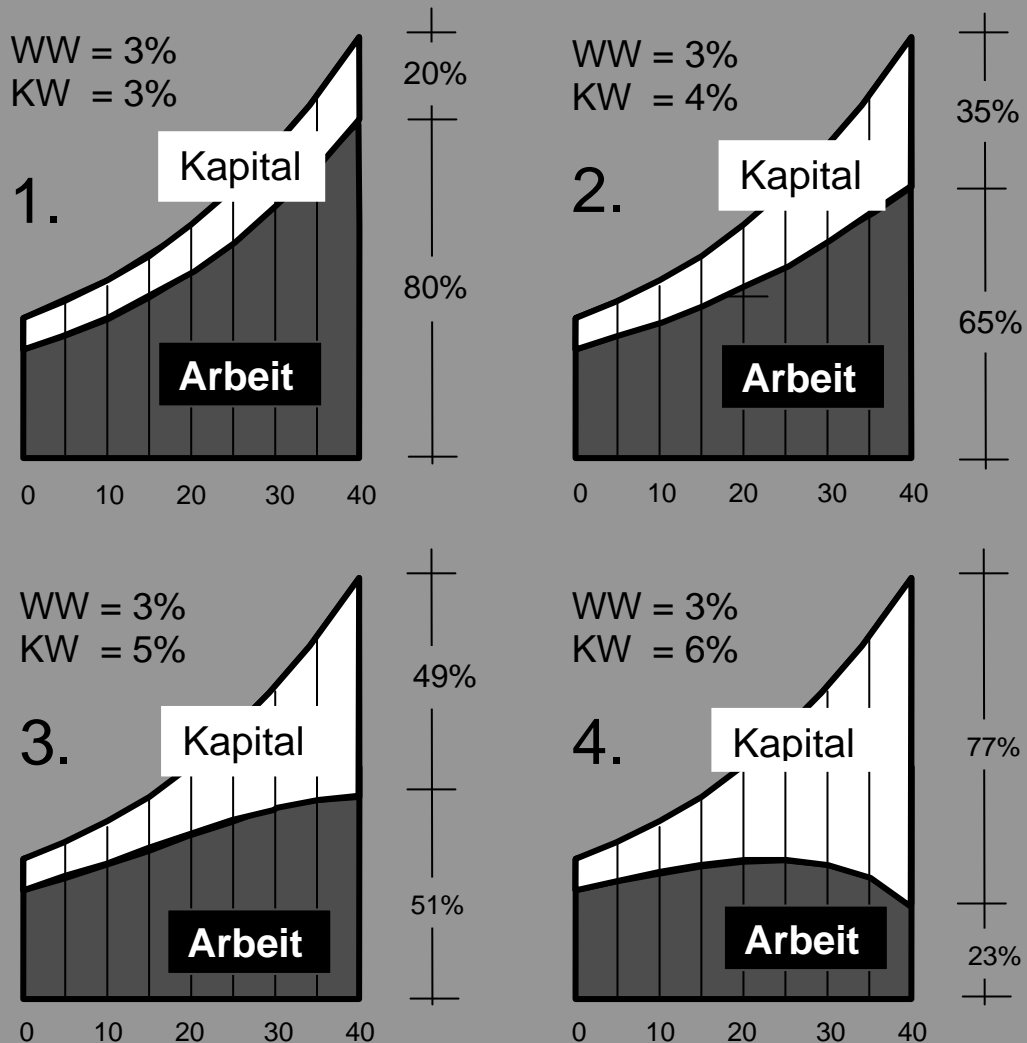 WW = 3%
KW = 3%
20%
Kapital
1.
80%
Arbeit
0 10 20 30 40
WW = 3%
KW = 4%
35%
Kapital
2.
65%
Arbeit
0 10 20 30 40
WW = 3%
KW = 5%
49%
Kapital
3.
51%
Arbeit
0 10 20 30 40
WW = 3%
KW = 6%
77%
Kapital
4.
Arbeit
23%
0 10 20 30 40